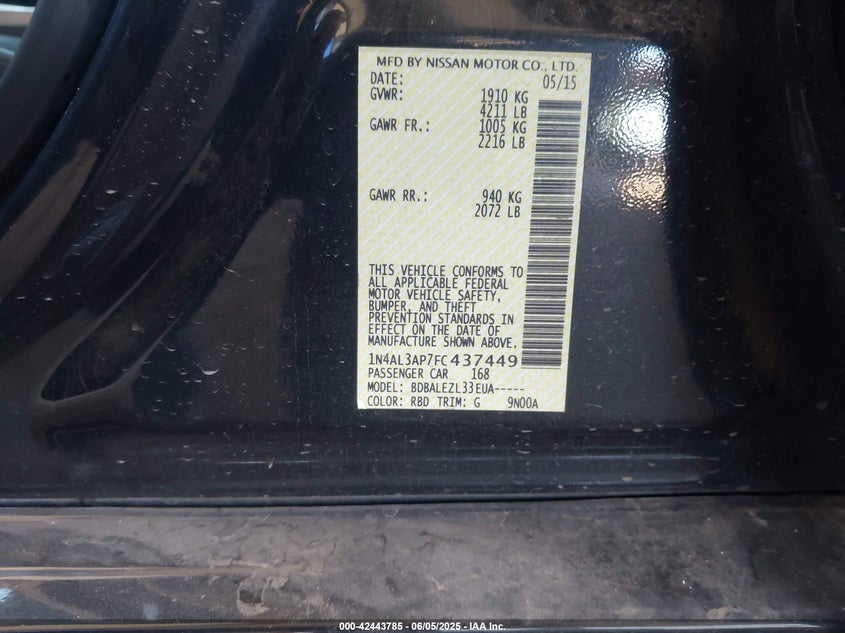 MFD BY NISSAN MOTOR CO., LTD.
DATE: 05/15
GVWR: 1910 KG
4211 LB
GAWR FR.: 1005 KG
2216 LB
GAWR RR.: 940 KG
2072 LB
THIS VEHICLE CONFORMS TO
ALL APPLICABLE FEDERAL
MOTOR VEHICLE SAFETY,
BUMPER, AND THEFT
PREVENTION STANDARDS IN
EFFECT ON THE DATE OF
MANUFACTURE SHOWN ABOVE.
1N4AL3AP7FC437449
PASSENGER CAR 168
MODEL: BDBALEZL33EUA-----
COLOR: RBD TRIM: G 9N00A
000-42443785 - 06/05/2025 - IAA Inc.